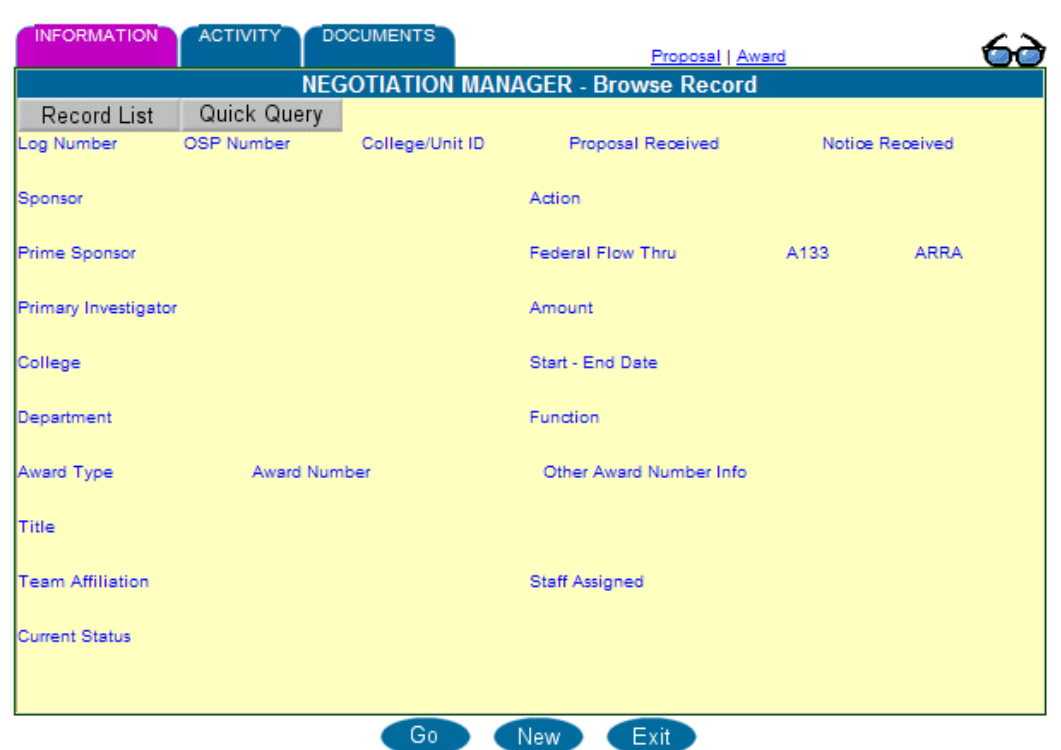 INFORMATION ACTIVITY DOCUMENTS
Proposal | Award
NEGOTIATION MANAGER - Browse Record
Record List Quick Query
Log Number OSP Number College/Unit ID Proposal Received Notice Received
Sponsor Action
Prime Sponsor Federal Flow Thru A133 ARRA
Primary Investigator Amount
College Start - End Date
Department Function
Award Type Award Number Other Award Number Info
Title
Team Affiliation Staff Assigned
Current Status
Go New Exit